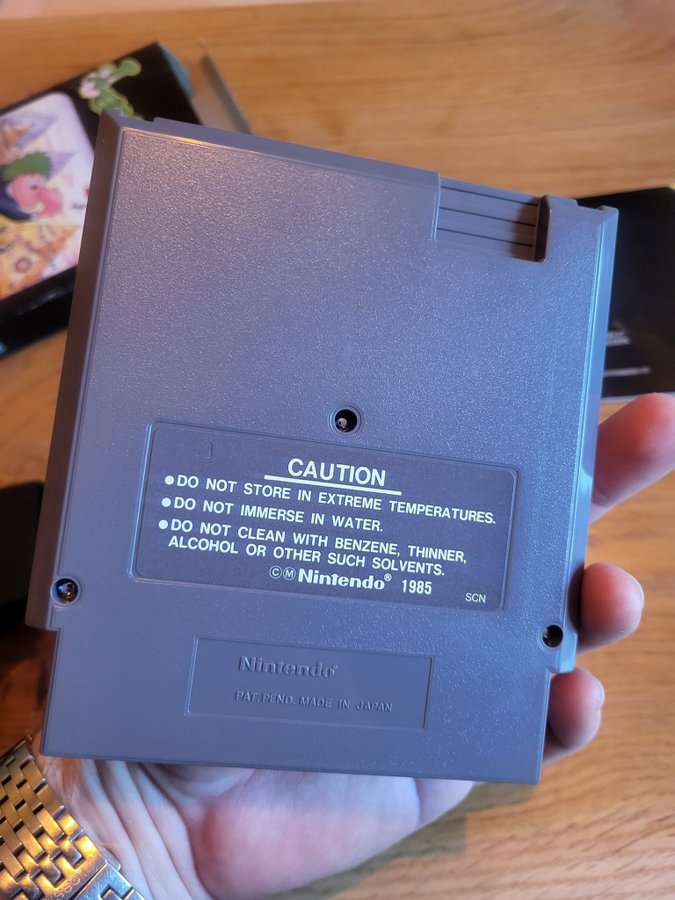 CAUTION
●DO NOT STORE IN EXTREME TEMPERATURES.
●DO NOT IMMERSE IN WATER.
●DO NOT CLEAN WITH BENZENE, THINNER,
ALCOHOL OR OTHER SUCH SOLVENTS.
ⒸⓂNintendo® 1985
SCN
Nintendo®
PAT.PEND. MADE IN JAPAN